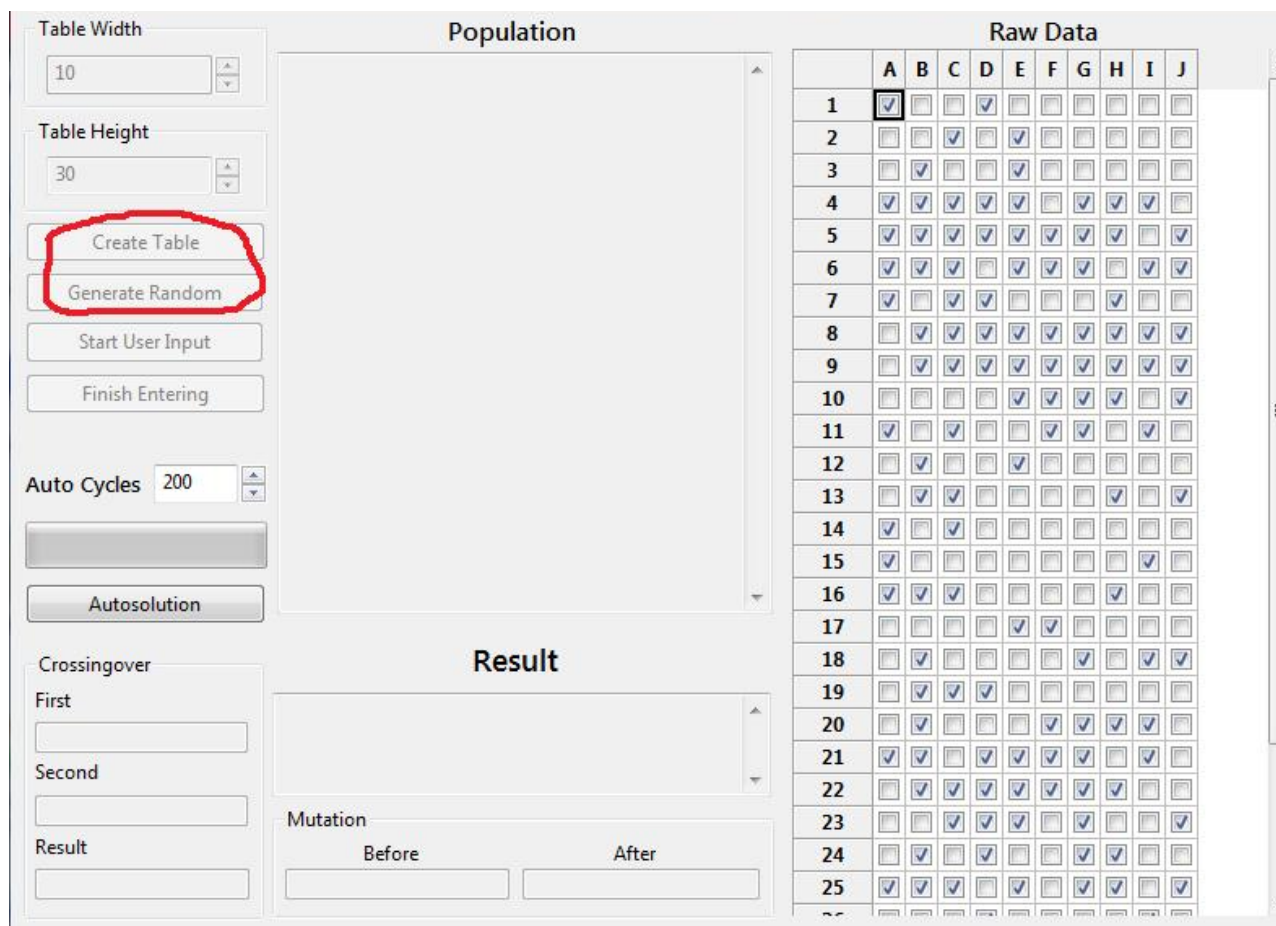 Table Width
10
Table Height
30
Create Table
Generate Random
Start User Input
Finish Entering
Auto Cycles 200
Autosolution
Crossingover
First
Second
Result
Population
Result
Mutation
Before After
Raw Data
A B C D E F G H I J
1
2
3
4
5
6
7
8
9
10
11
12
13
14
15
16
17
18
19
20
21
22
23
24
25